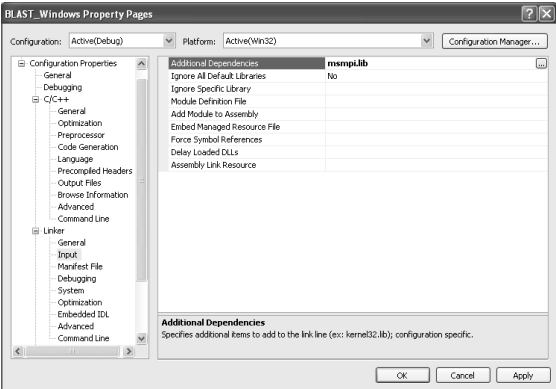 BLAST_Windows Property Pages
Configuration: Active(Debug) Platform: Active(Win32) Configuration Manager...
Configuration Properties
General
Debugging
C/C++
General
Optimization
Preprocessor
Code Generation
Language
Precompiled Headers
Output Files
Browse Information
Advanced
Command Line
Linker
General
Input
Manifest File
Debugging
System
Optimization
Embedded IDL
Advanced
Command Line
Additional Dependencies msmpi.lib ...
Ignore All Default Libraries No
Ignore Specific Library
Module Definition File
Add Module to Assembly
Embed Managed Resource File
Force Symbol References
Delay Loaded DLLs
Assembly Link Resource
Additional Dependencies
Specifies additional items to add to the link line (ex: kernel32.lib); configuration specific.
OK Cancel Apply